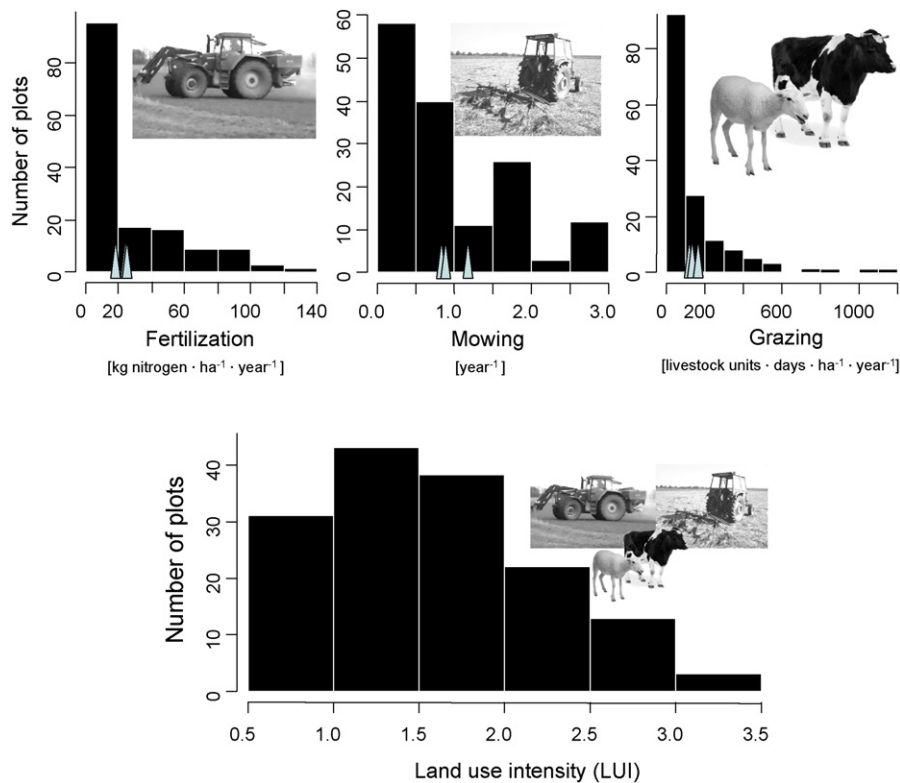 Number of plots
80
60
40
20
0
0 20 60 100 140
Fertilization
[kg nitrogen · ha⁻¹ · year⁻¹ ]
60
50
40
30
20
10
0
0.0 1.0 2.0 3.0
Mowing
[year⁻¹ ]
80
60
40
20
0
0 200 600 1000
Grazing
[livestock units · days · ha⁻¹ · year⁻¹]
Number of plots
40
30
20
10
0
0.5 1.0 1.5 2.0 2.5 3.0 3.5
Land use intensity (LUI)